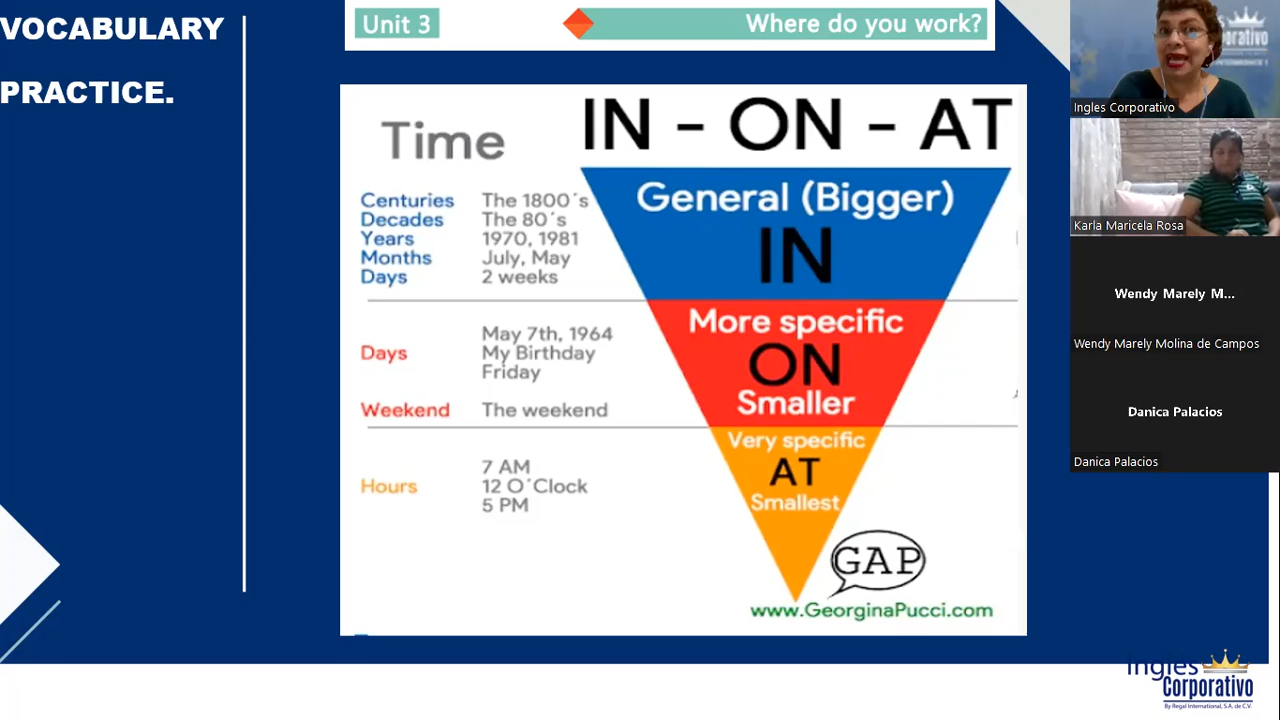 VOCABULARY
PRACTICE.
Unit 3
Where do you work?
Time
IN - ON - AT
Centuries The 1800´s
Decades The 80´s
Years 1970, 1981
Months July, May
Days 2 weeks
General (Bigger)
IN
Days
May 7th, 1964
My Birthday
Friday
Weekend The weekend
More specific
ON
Smaller
Hours
7 AM
12 O´Clock
5 PM
Very specific
AT
Smallest
GAP
www.GeorginaPucci.com
Ingles Corporativo
Karla Maricela Rosa
Wendy Marely M...
Wendy Marely Molina de Campos
Danica Palacios
Danica Palacios
Ingles
Corporativo
By Regal International, S.A. de C.V.